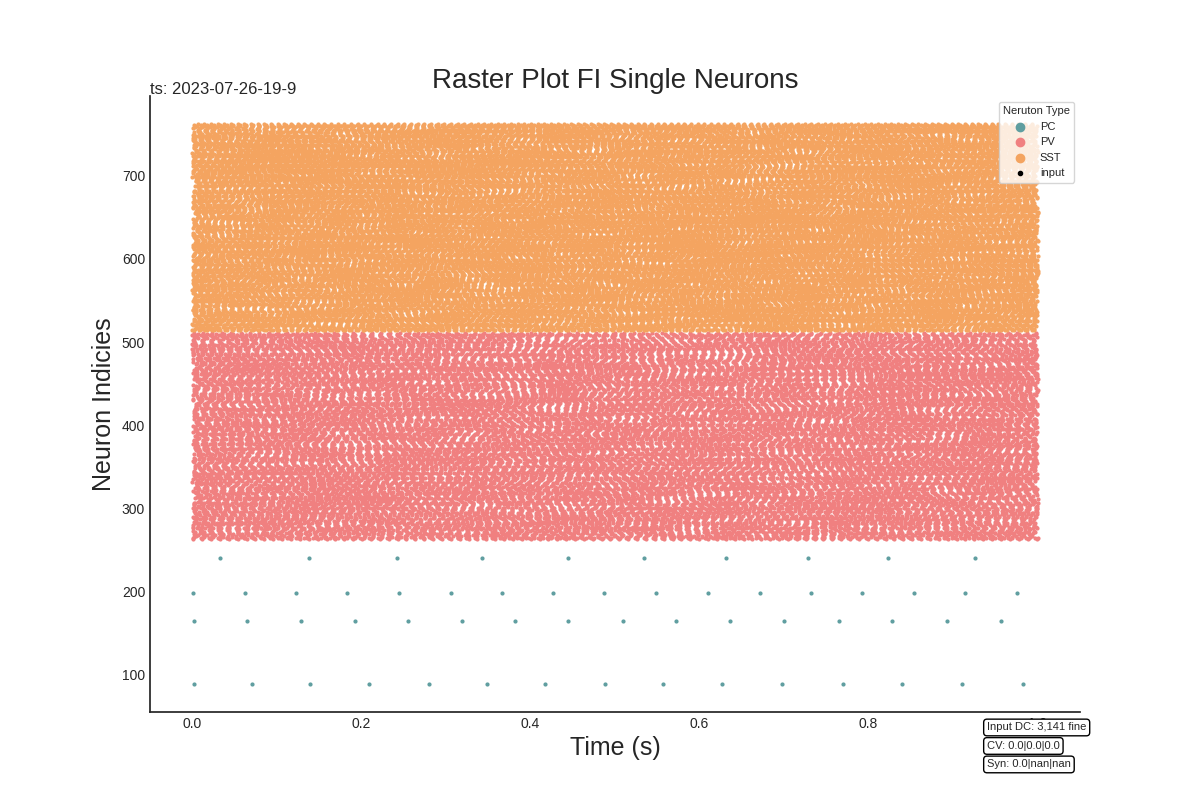 Raster Plot FI Single Neurons
ts: 2023-07-26-19-9
Neruton Type
PC
PV
SST
input
Neuron Indicies
700
600
500
400
300
200
100
0.0
0.2
0.4
0.6
0.8
Time (s)
Input DC: 3,141 fine
CV: 0.0|0.0|0.0
Syn: 0.0|nan|nan